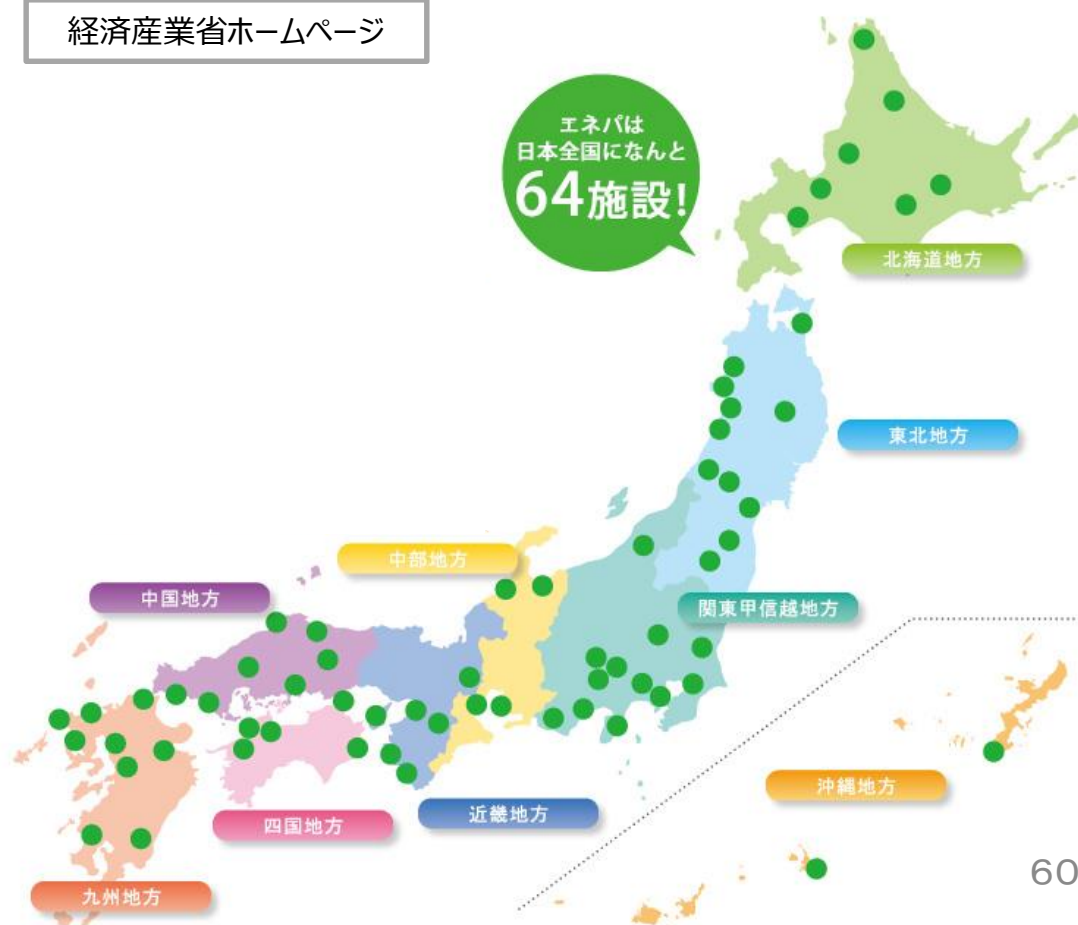 経済産業省ホームページ
エネパは
日本全国になんと
64施設!
北海道地方
東北地方
中部地方
中国地方
関東甲信越地方
沖縄地方
近畿地方
四国地方
九州地方
60